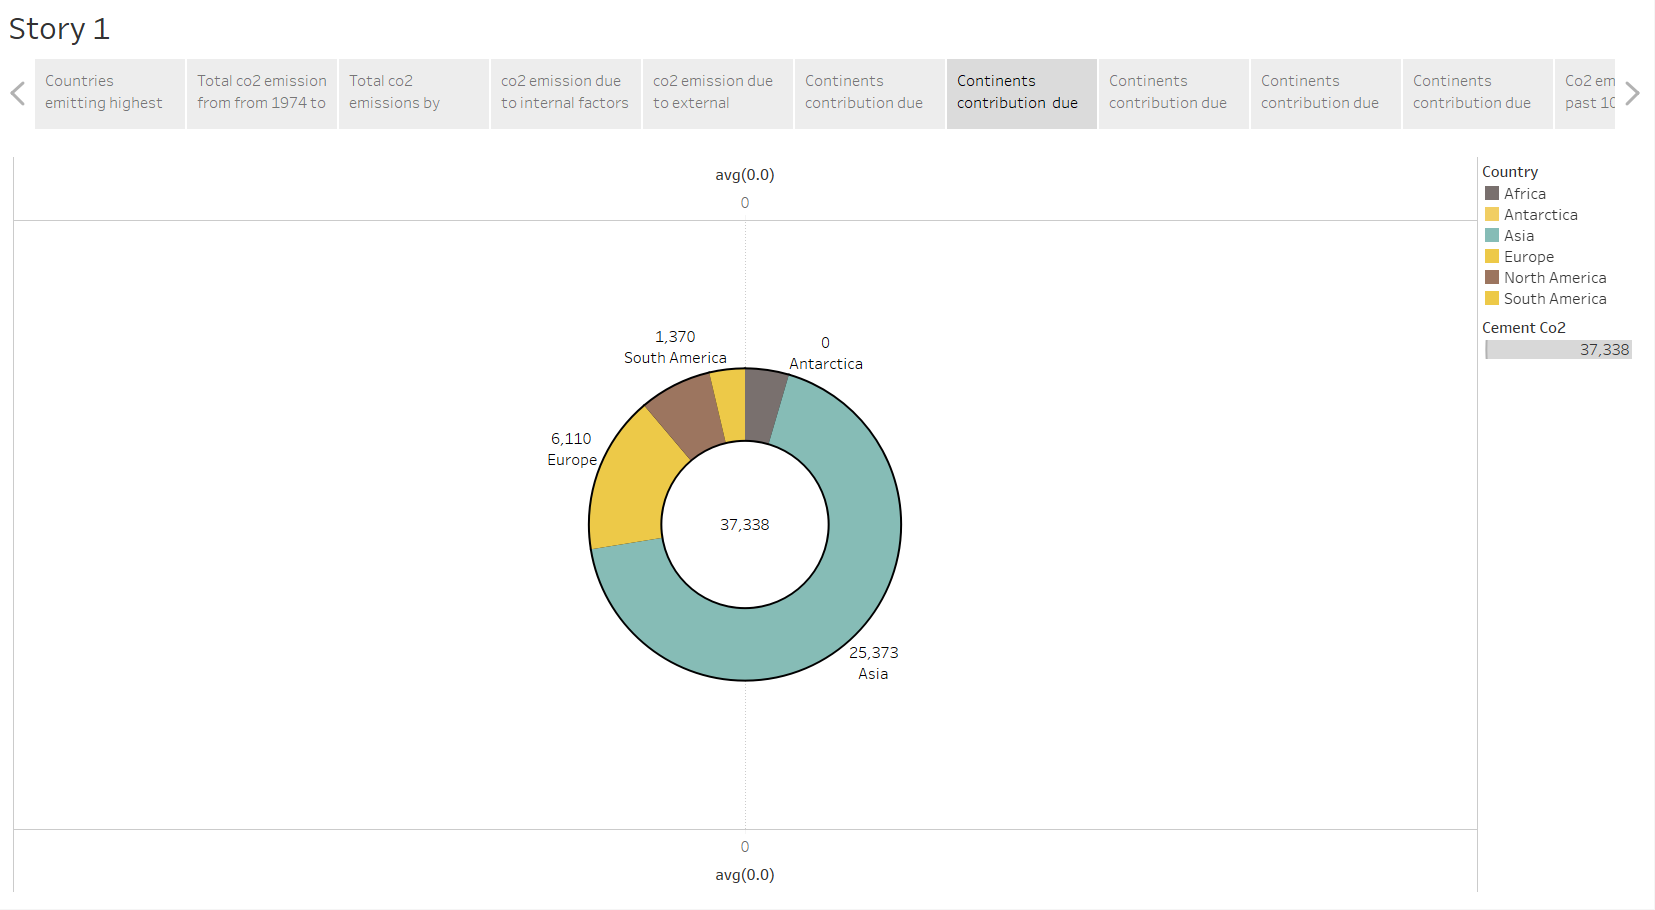 Story 1
Countries
emitting highest
Total co2 emission
from from 1974 to
Total co2
emissions by
co2 emission due
to internal factors
co2 emission due
to external
Continents
contribution due
Continents
contribution due
Continents
contribution due
Continents
contribution due
Continents
contribution due
Co2 em
past 10
avg(0.0)
0
1,370
South America
0
Antarctica
6,110
Europe
37,338
25,373
Asia
0
avg(0.0)
Country
Africa
Antarctica
Asia
Europe
North America
South America
Cement Co2
37,338